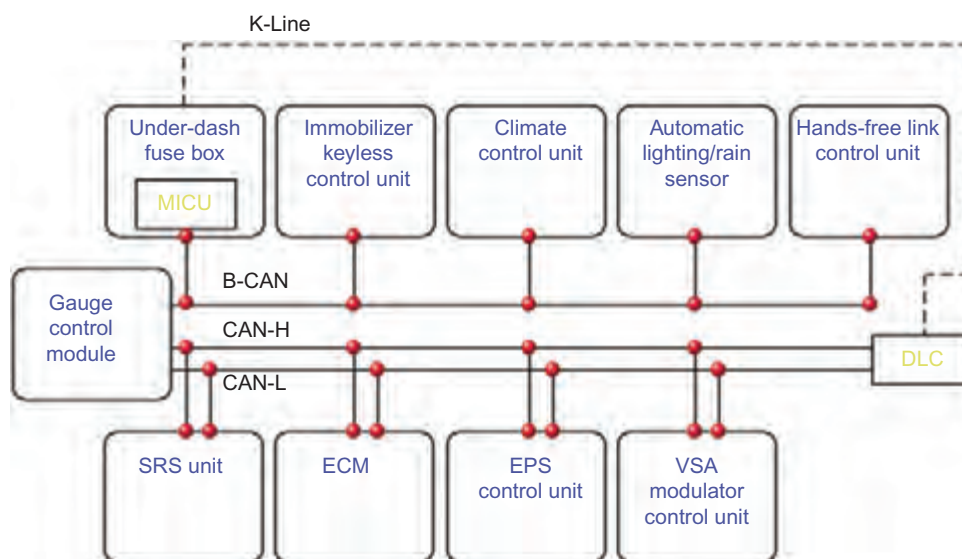 K-Line
Under-dash
fuse box
MICU
Immobilizer
keyless
control unit
Climate
control unit
Automatic
lighting/rain
sensor
Hands-free link
control unit
B-CAN
Gauge
control
module
CAN-H
CAN-L
DLC
SRS unit
ECM
EPS
control unit
VSA
modulator
control unit